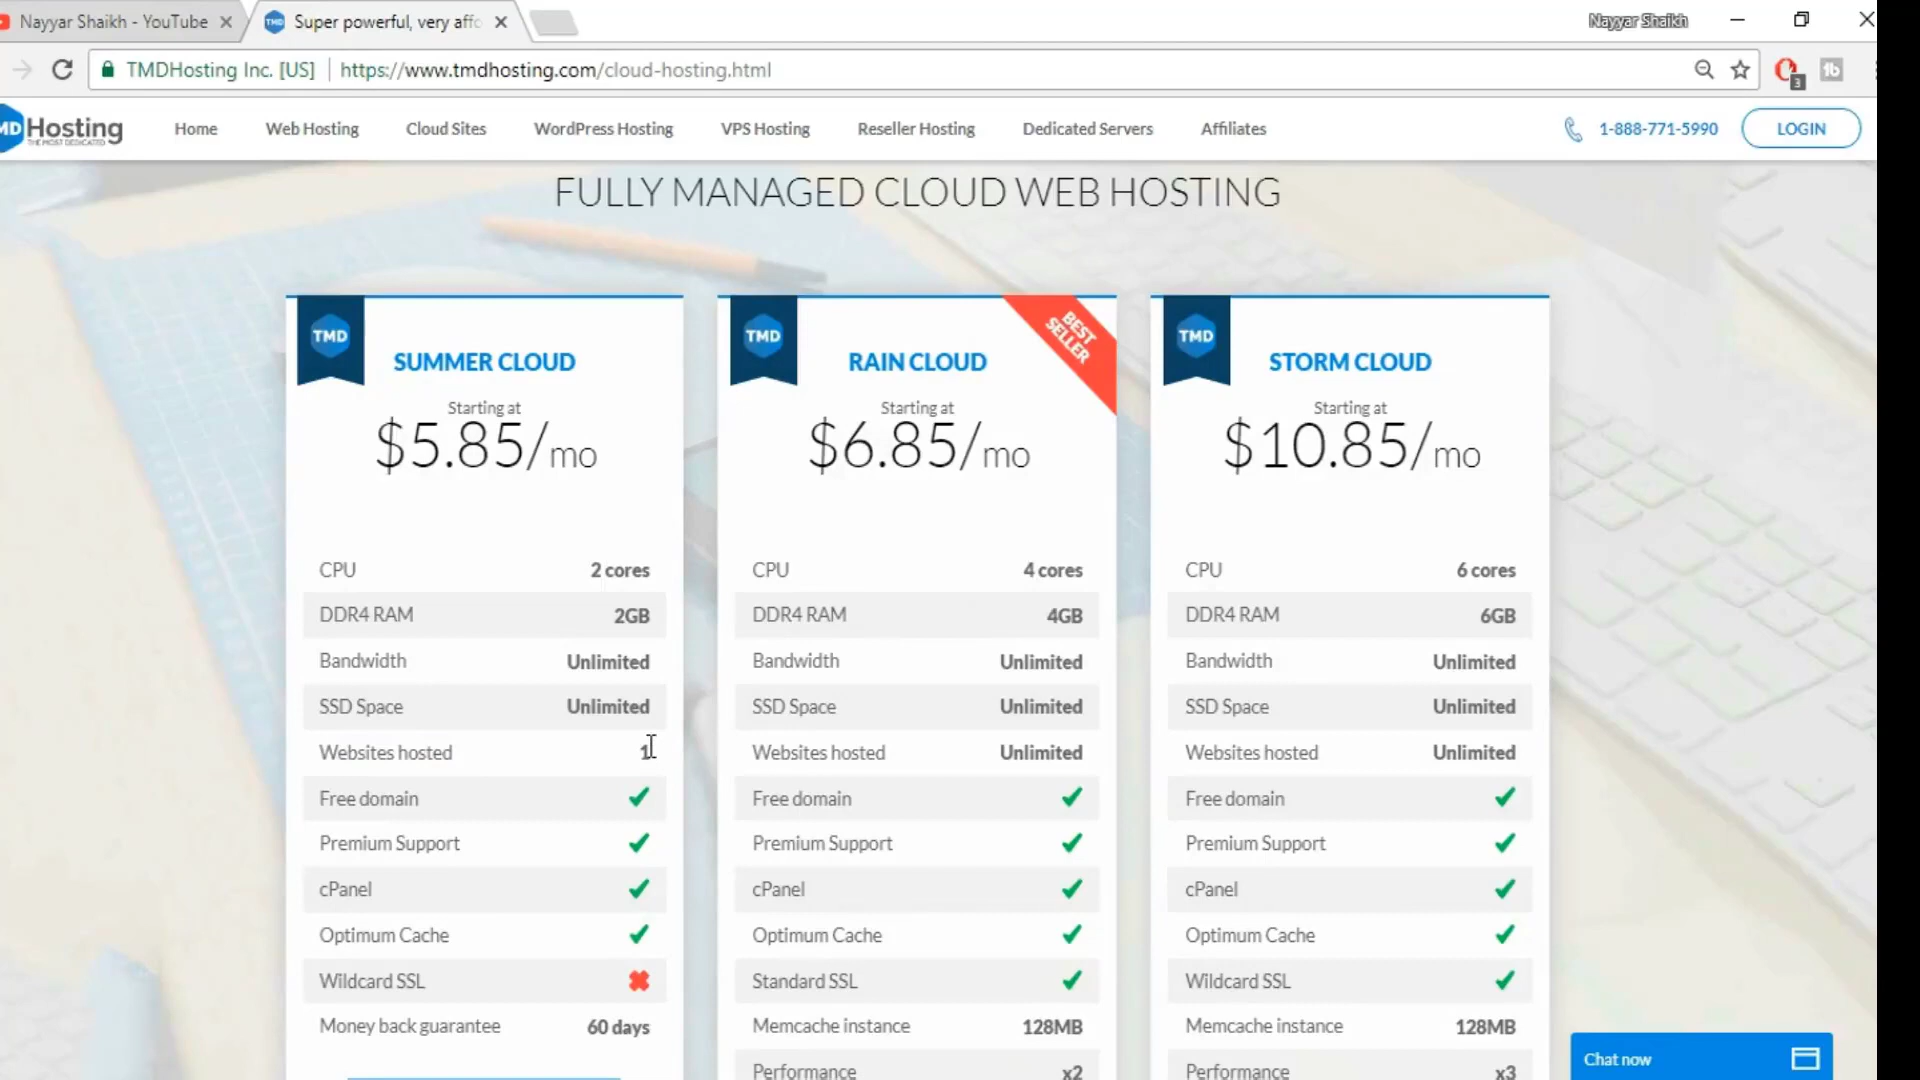 Nayyar Shaikh - YouTube
Super powerful, very affo
Nayyar Shaikh
TMDHosting Inc. [US]
https://www.tmdhosting.com/cloud-hosting.html
3
MD Hosting
THE MOST DEDICATED
Home
Web Hosting
Cloud Sites
WordPress Hosting
VPS Hosting
Reseller Hosting
Dedicated Servers
Affiliates
1-888-771-5990
LOGIN
FULLY MANAGED CLOUD WEB HOSTING
TMD
SUMMER CLOUD
Starting at
$5.85/mo
CPU 2 cores
DDR4 RAM 2GB
Bandwidth Unlimited
SSD Space Unlimited
Websites hosted 1
Free domain
Premium Support
cPanel
Optimum Cache
Wildcard SSL
Money back guarantee 60 days
TMD
BEST
SELLER
RAIN CLOUD
Starting at
$6.85/mo
CPU 4 cores
DDR4 RAM 4GB
Bandwidth Unlimited
SSD Space Unlimited
Websites hosted Unlimited
Free domain
Premium Support
cPanel
Optimum Cache
Standard SSL
Memcache instance 128MB
Performance x2
TMD
STORM CLOUD
Starting at
$10.85/mo
CPU 6 cores
DDR4 RAM 6GB
Bandwidth Unlimited
SSD Space Unlimited
Websites hosted Unlimited
Free domain
Premium Support
cPanel
Optimum Cache
Wildcard SSL
Memcache instance 128MB
Performance x3
Chat now